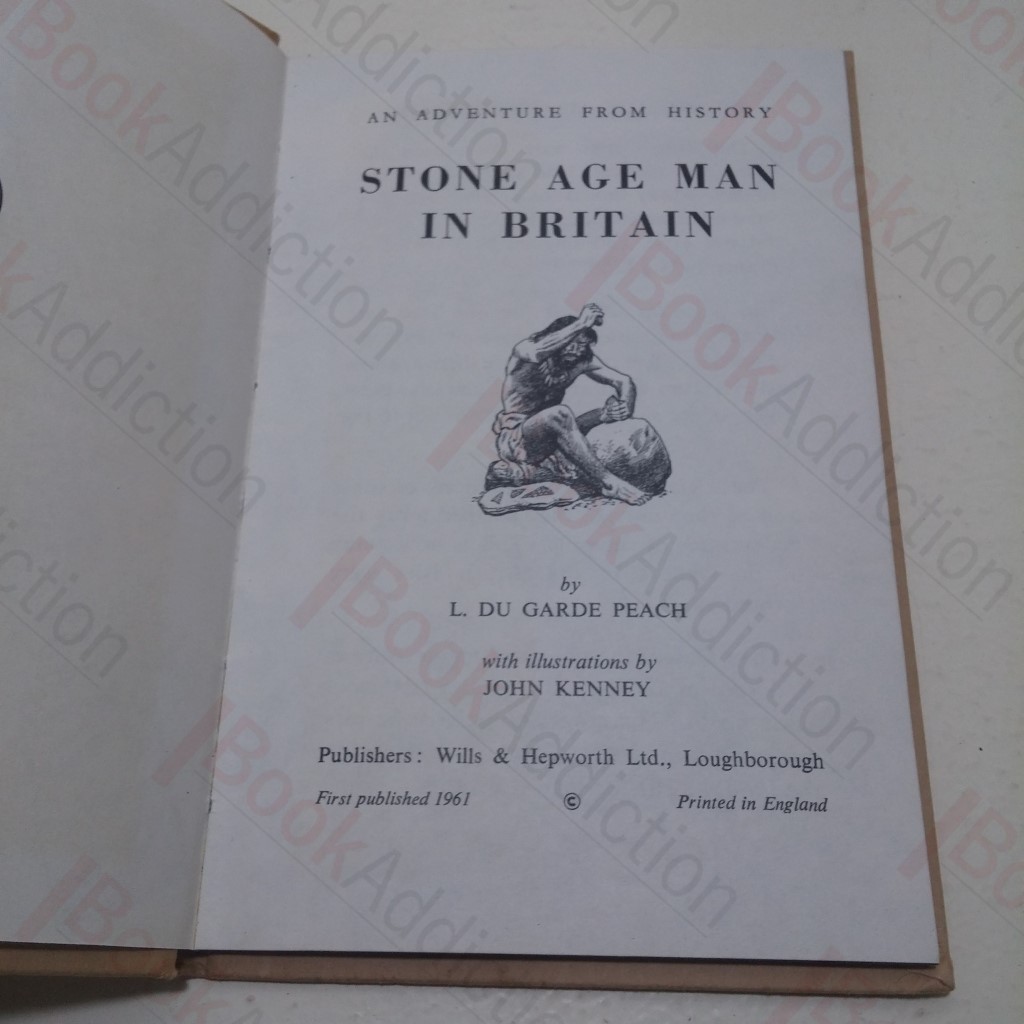 AN ADVENTURE FROM HISTORY
STONE AGE MAN
IN BRITAIN
by
L. DU GARDE PEACH
with illustrations by
JOHN KENNEY
Publishers: Wills & Hepworth Ltd., Loughborough
First published 1961 © Printed in England
BookAddiction